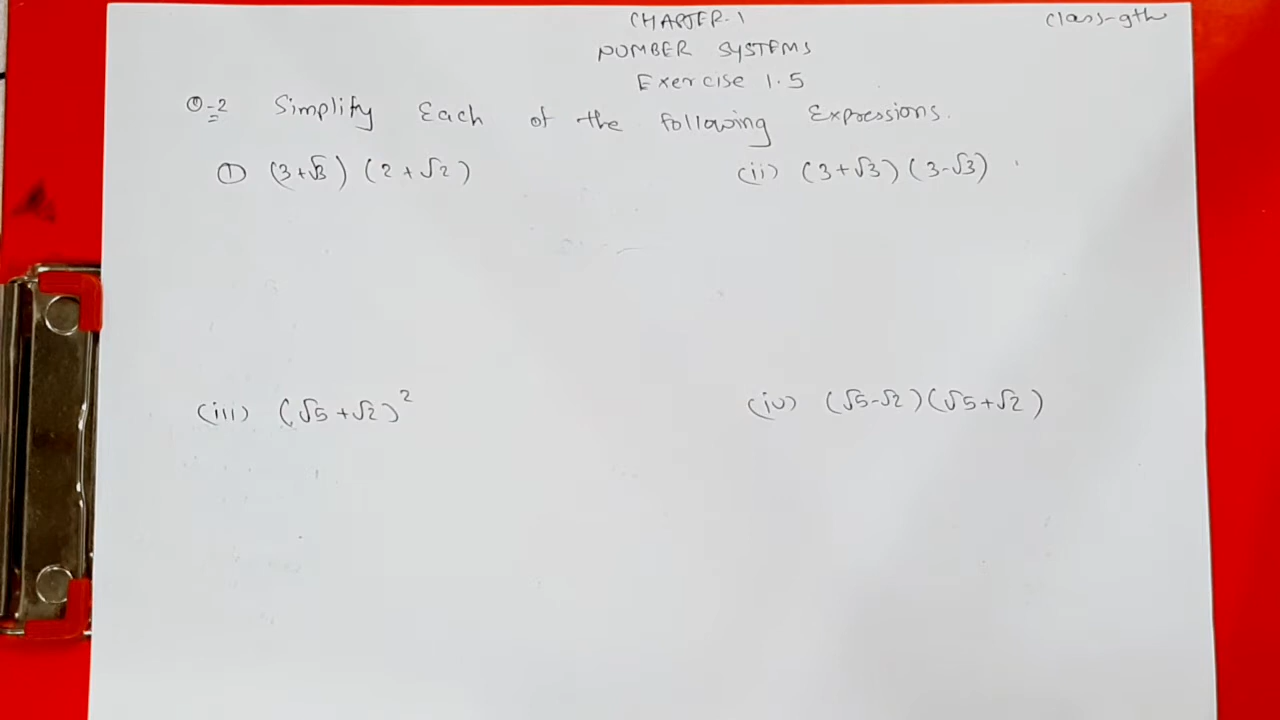 CHAPTER-1
Class-9th
NUMBER SYSTEMS
Exercise 1.5
Q-2 Simplify Each of the following Expressions.
(i) (3+√3) (2+√2)
(ii) (3+√3) (3-√3)
(iii) (√5+√2)²
(iv) (√5-√2)(√5+√2)